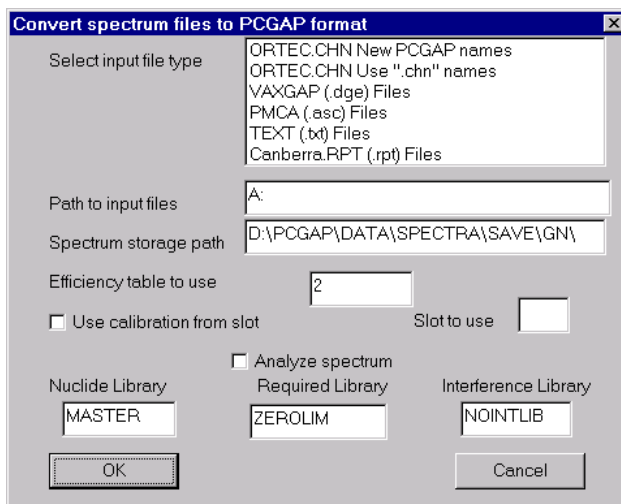 Convert spectrum files to PCGAP format
Select input file type
ORTEC.CHN New PCGAP names
ORTEC.CHN Use ".chn" names
VAXGAP (.dge) Files
PMCA (.asc) Files
TEXT (.txt) Files
Canberra.RPT (.rpt) Files
Path to input files
A:
Spectrum storage path
D:\PCGAP\DATA\SPECTRA\SAVE\GN\
Efficiency table to use
2
Use calibration from slot
Slot to use
Analyze spectrum
Nuclide Library
Required Library
Interference Library
MASTER
ZEROLIM
NOINTLIB
OK
Cancel